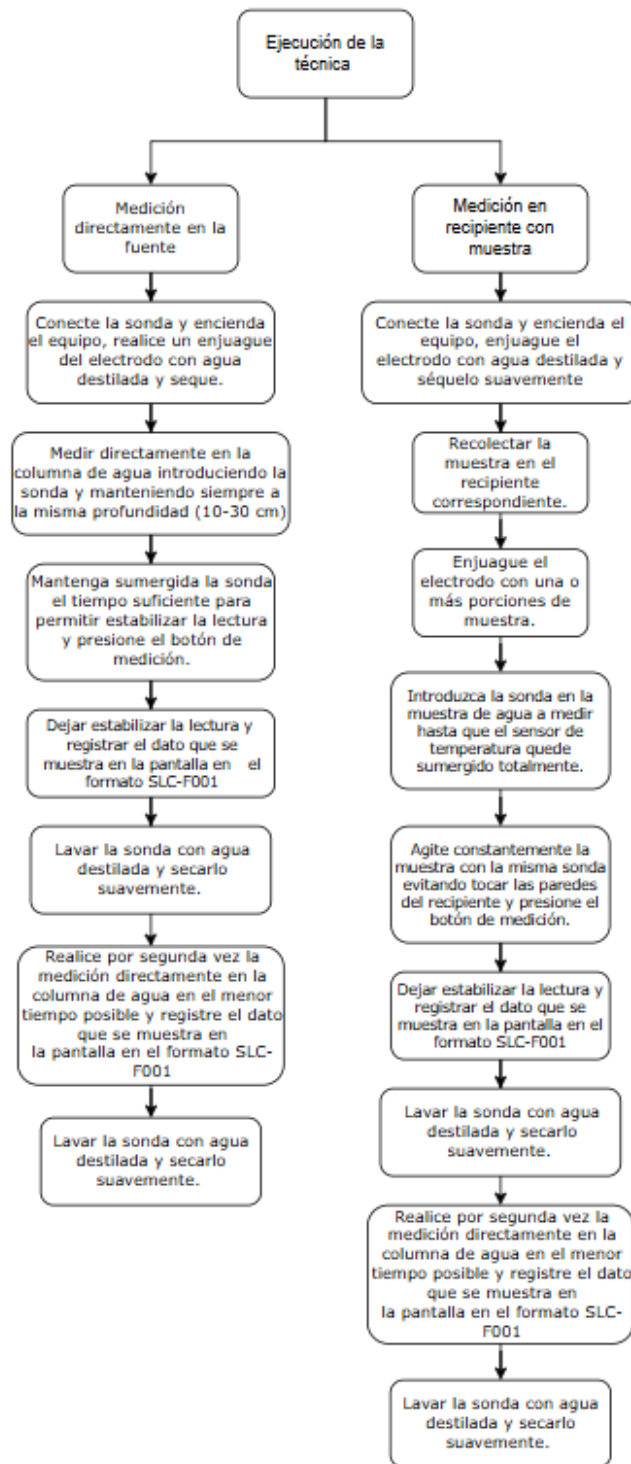 Ejecución de la
técnica
Medición
directamente en la
fuente
Conecte la sonda y encienda
el equipo, realice un enjuague
del electrodo con agua
destilada y seque.
Medir directamente en la
columna de agua introduciendo la
sonda y manteniendo siempre a
la misma profundidad (10-30 cm)
Mantenga sumergida la sonda
el tiempo suficiente para
permitir estabilizar la lectura
y presione el botón de
medición.
Dejar estabilizar la lectura y
registrar el dato que se
muestra en la pantalla en el
formato SLC-F001
Lavar la sonda con agua
destilada y secarlo
suavemente.
Realice por segunda vez la
medición directamente en la
columna de agua en el menor
tiempo posible y registre el dato
que se muestra en
la pantalla en el formato SLC-
F001
Lavar la sonda con agua
destilada y secarlo
suavemente.
Medición en
recipiente con
muestra
Conecte la sonda y encienda el
equipo, enjuague el
electrodo con agua destilada y
séquelo suavemente
Recolectar la
muestra en el
recipiente
correspondiente.
Enjuague el
electrodo con una o
más porciones de
muestra.
Introduzca la sonda en la
muestra de agua a medir
hasta que el sensor de
temperatura quede
sumergido totalmente.
Agite constantemente la
muestra con la misma sonda
evitando tocar las paredes
del recipiente y presione el
botón de medición.
Dejar estabilizar la lectura y
registrar el dato que se
muestra en la pantalla en el
formato SLC-F001
Lavar la sonda con agua
destilada y secarlo
suavemente.
Realice por segunda vez la
medición directamente en la
columna de agua en el menor
tiempo posible y registre el dato
que se muestra en
la pantalla en el formato SLC-
F001
Lavar la sonda con agua
destilada y secarlo
suavemente.